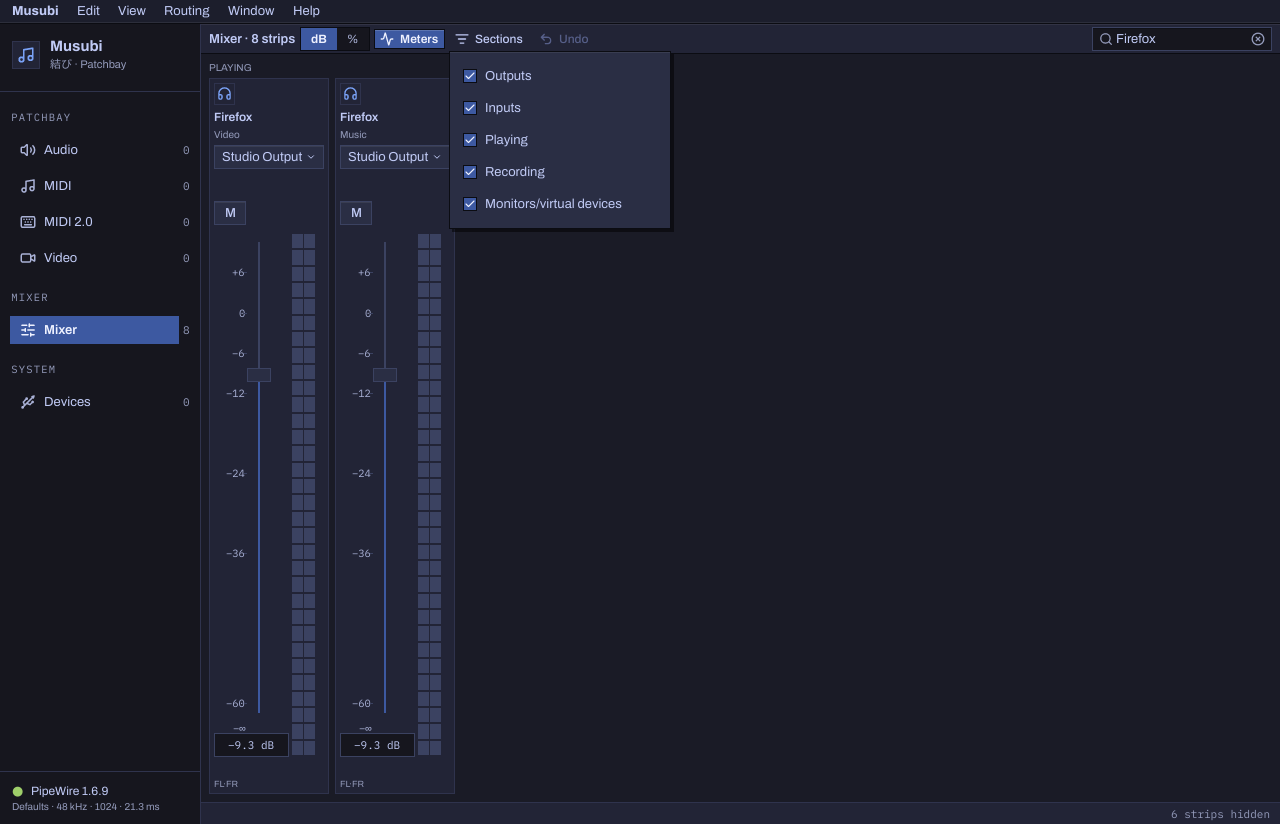 Musubi Edit View Routing Window Help
Musubi
結び · Patchbay
PATCHBAY
Audio 0
MIDI 0
MIDI 2.0 0
Video 0
MIXER
Mixer 8
SYSTEM
Devices 0
PipeWire 1.6.9
Defaults · 48 kHz · 1024 · 21.3 ms
Mixer · 8 strips dB % Meters Sections Undo Firefox
Outputs
Inputs
Playing
Recording
Monitors/virtual devices
PLAYING
Firefox
Video
Studio Output
M
+6
0
−6
−12
−24
−36
−60
−∞
−9.3 dB
FL·FR
Firefox
Music
Studio Output
M
+6
0
−6
−12
−24
−36
−60
−∞
−9.3 dB
FL·FR
6 strips hidden